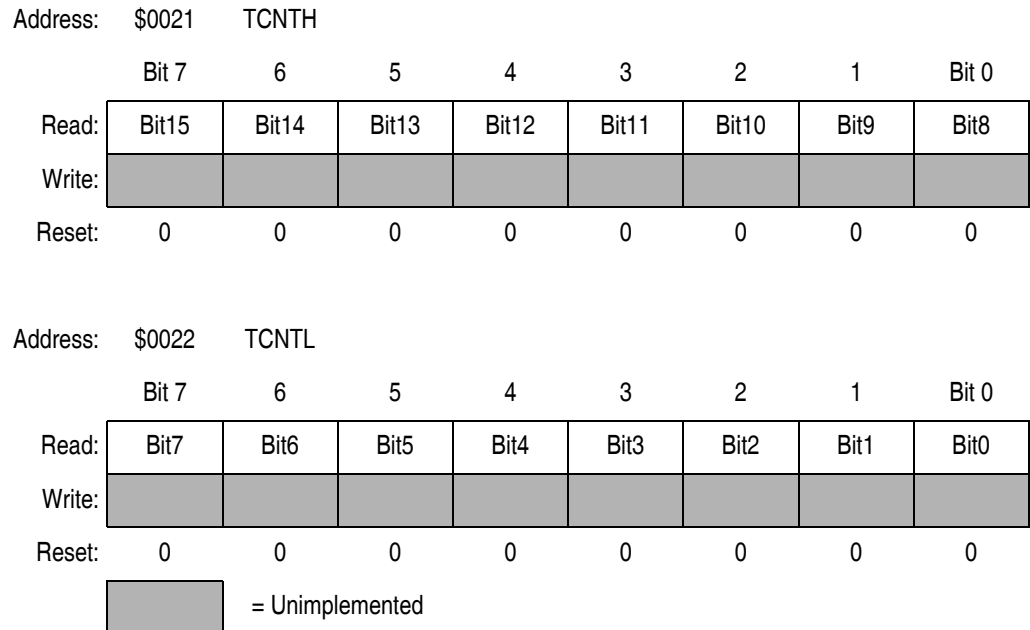 Address: $0021 TCNTH
Bit 7 6 5 4 3 2 1 Bit 0
Read: Bit15 Bit14 Bit13 Bit12 Bit11 Bit10 Bit9 Bit8
Write:
Reset: 0 0 0 0 0 0 0 0
Address: $0022 TCNTL
Bit 7 6 5 4 3 2 1 Bit 0
Read: Bit7 Bit6 Bit5 Bit4 Bit3 Bit2 Bit1 Bit0
Write:
Reset: 0 0 0 0 0 0 0 0
= Unimplemented